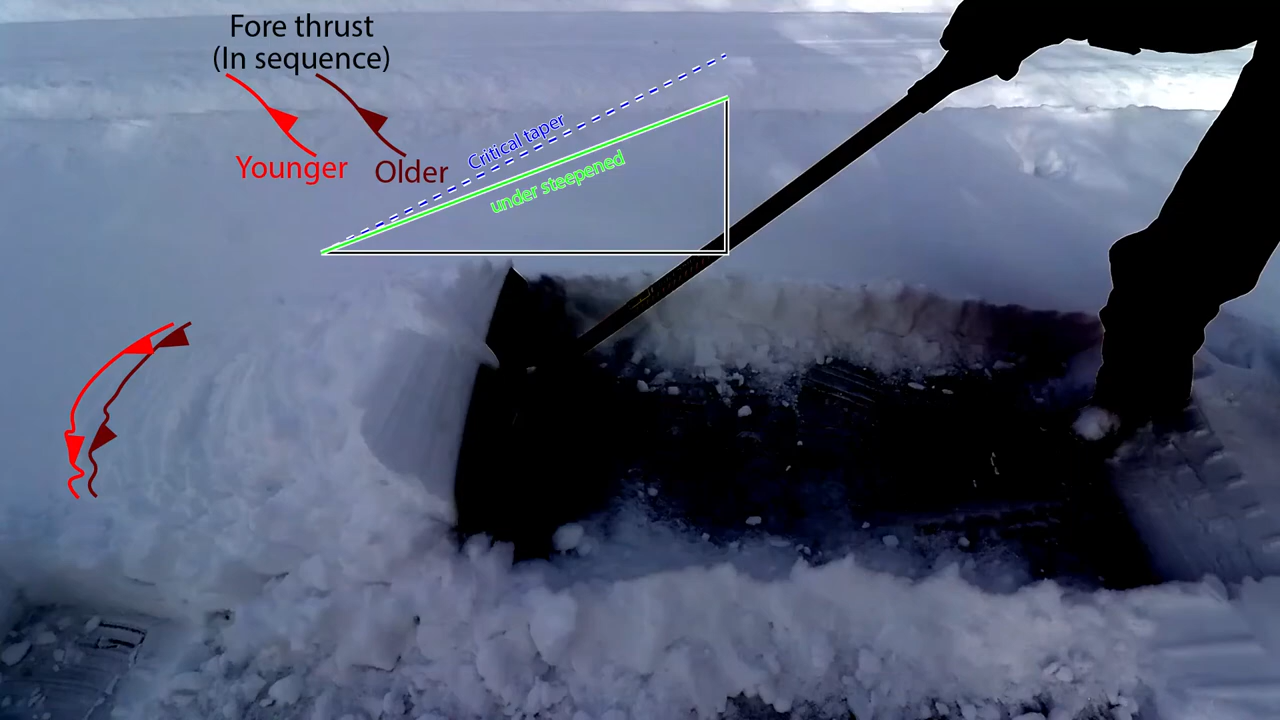 Fore thrust
(In sequence)
Younger
Older
Critical taper
under steepened